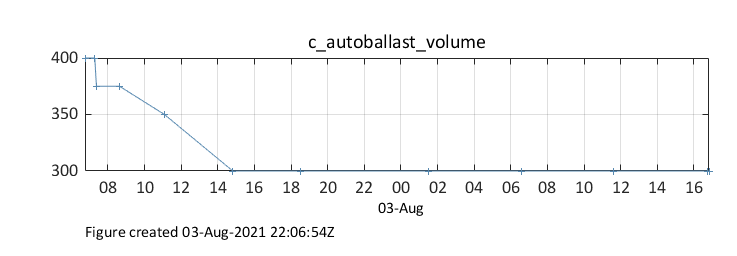 c_autoballast_volume
400
350
300
08 10 12 14 16 18 20 22 00 02 04 06 08 10 12 14 16
03-Aug
Figure created 03-Aug-2021 22:06:54Z